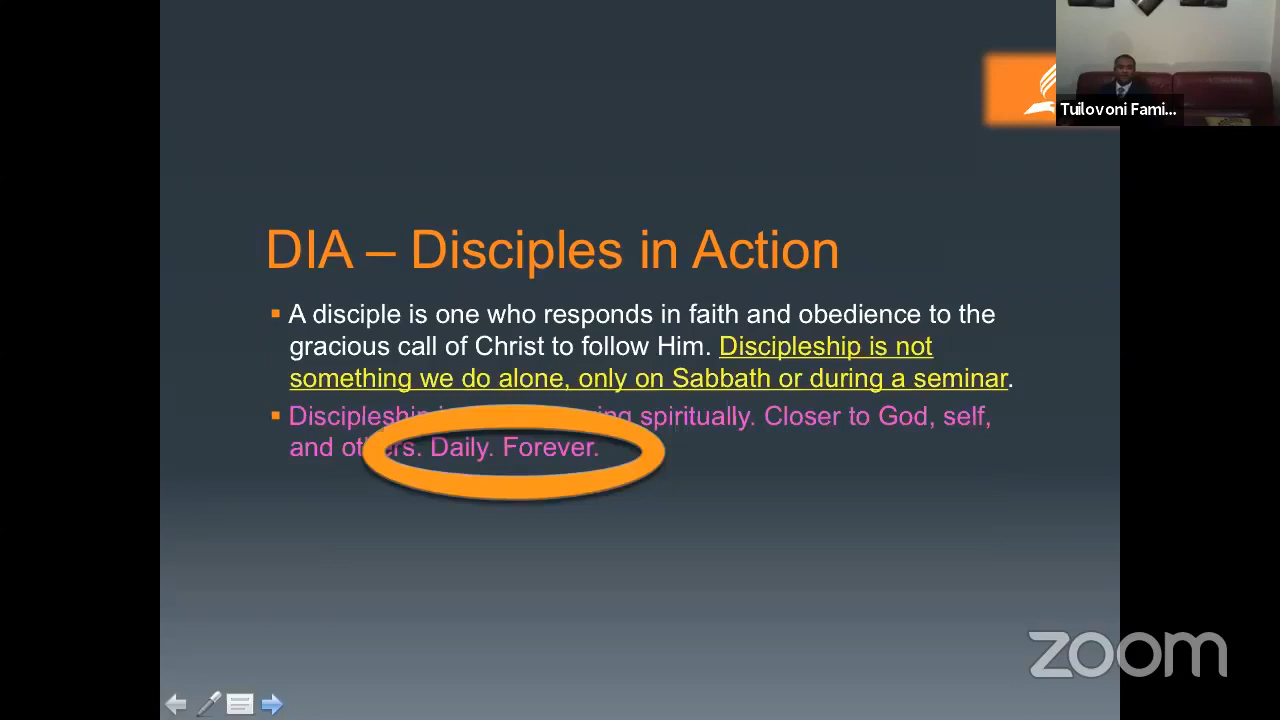 Tuilovoni Fami...
DIA – Disciples in Action
A disciple is one who responds in faith and obedience to the
gracious call of Christ to follow Him. Discipleship is not
something we do alone, only on Sabbath or during a seminar.
Discipleship spiritually. Closer to God, self,
and others. Daily. Forever.
zoom